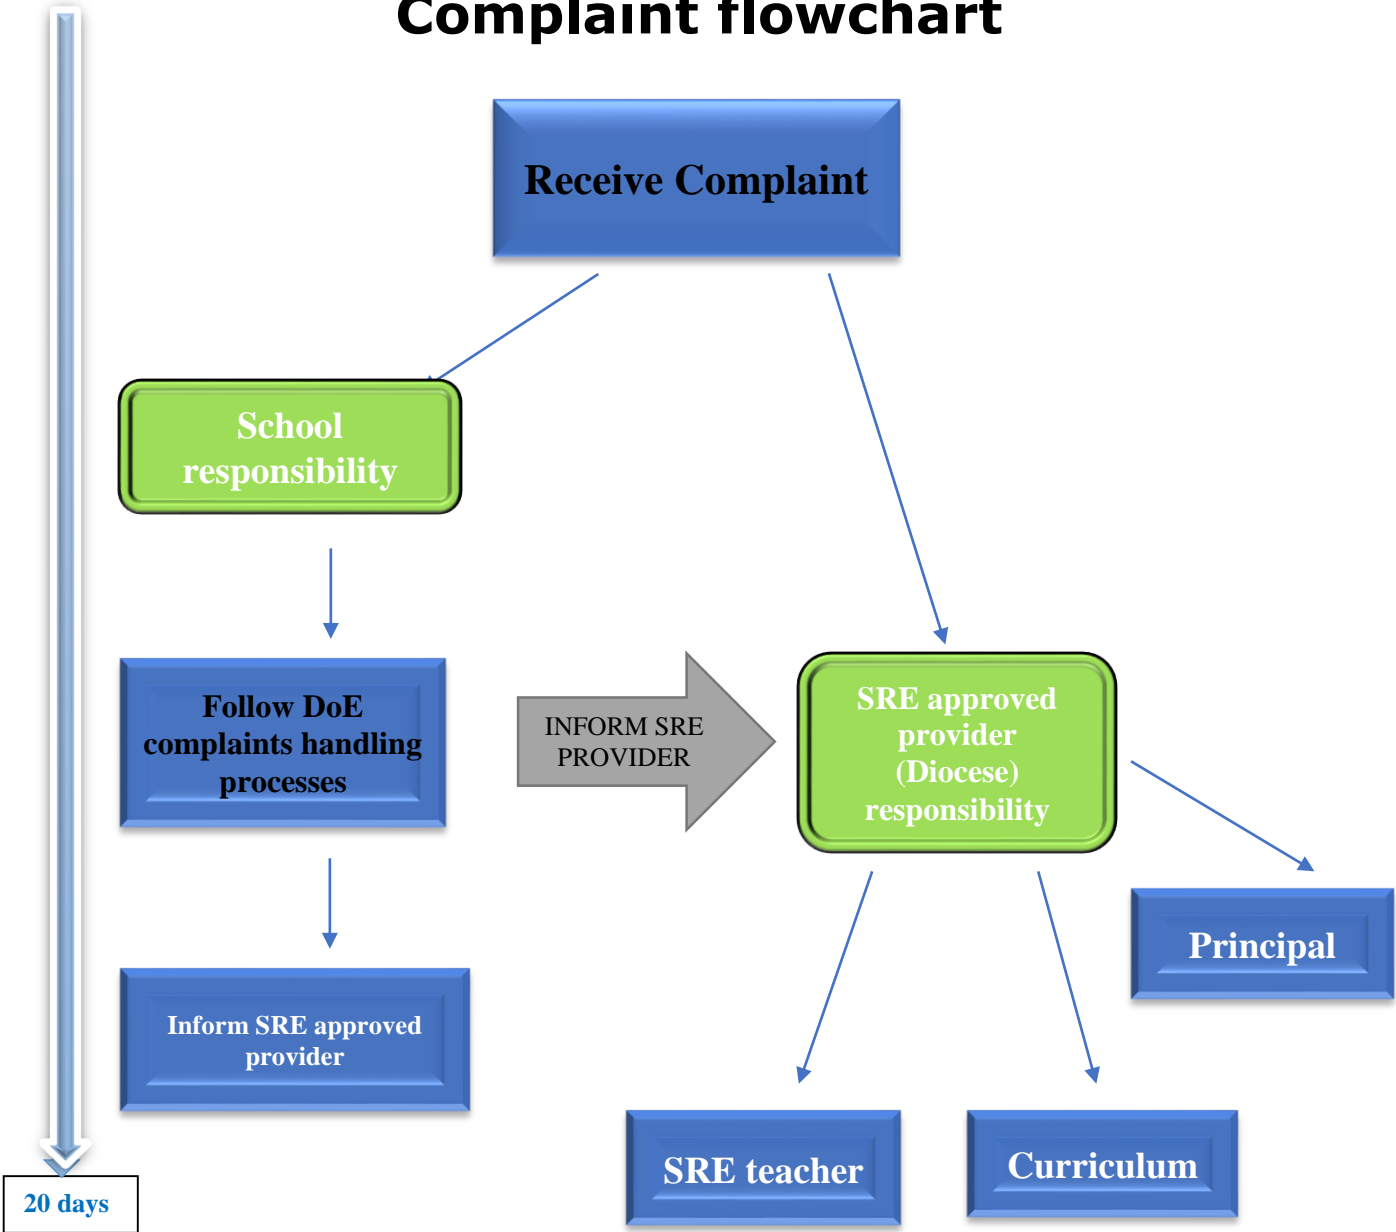 Complaint flowchart
Receive Complaint
School
responsibility
Follow DoE
complaints handling
processes
INFORM SRE
PROVIDER
SRE approved
provider
(Diocese)
responsibility
Principal
Inform SRE approved
provider
SRE teacher
Curriculum
20 days